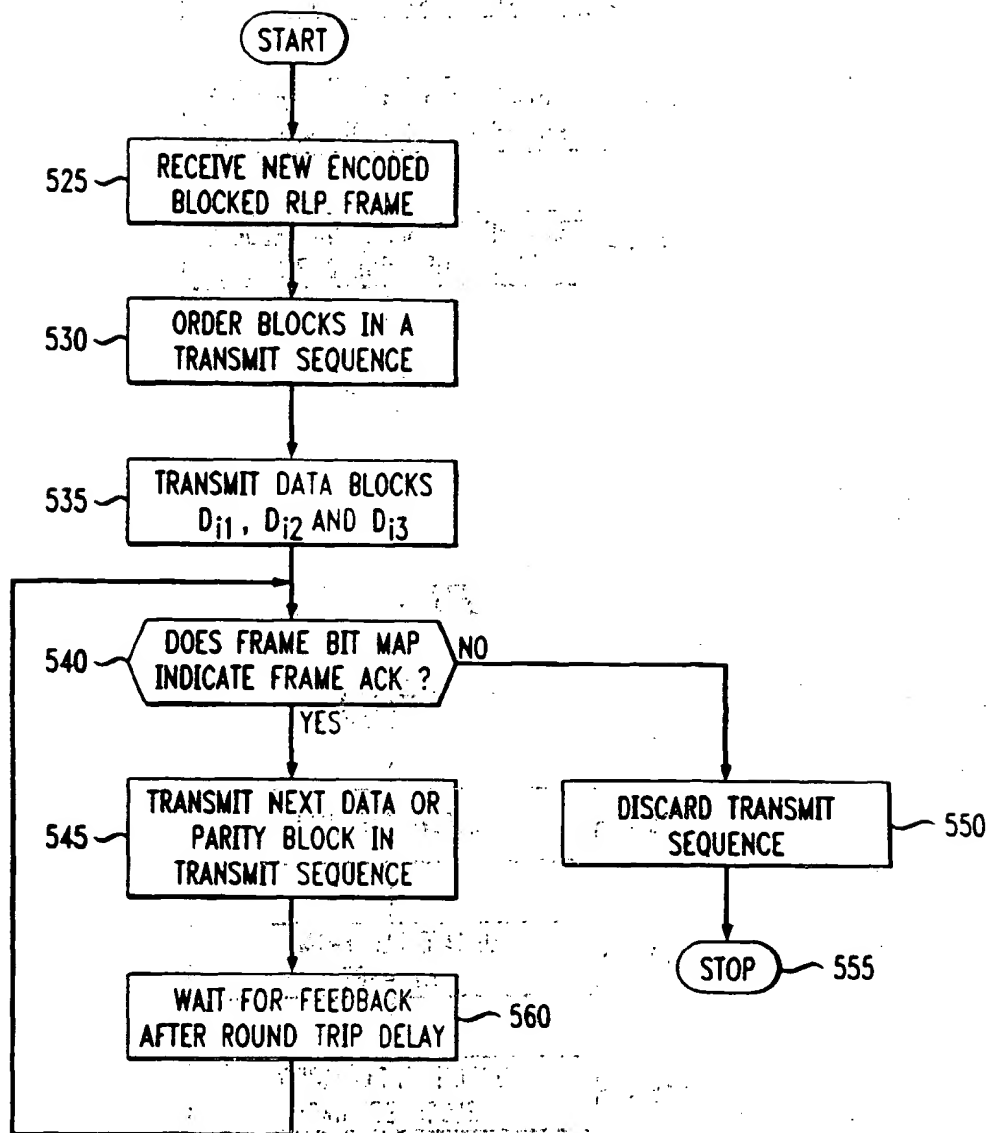 START
525
RECEIVE NEW ENCODED
BLOCKED RLP. FRAME
530
ORDER BLOCKS IN A
TRANSMIT SEQUENCE
535
TRANSMIT DATA BLOCKS
Di1, Di2 AND Di3
540
DOES FRAME BIT MAP
INDICATE FRAME ACK ?
NO
YES
545
TRANSMIT NEXT DATA OR
PARITY BLOCK IN
TRANSMIT SEQUENCE
DISCARD TRANSMIT
SEQUENCE
550
STOP
555
WAIT FOR FEEDBACK
AFTER ROUND TRIP DELAY
560